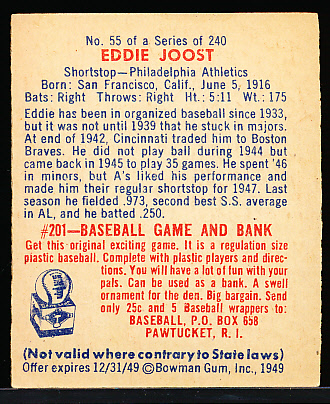 No. 55 of a Series of 240
EDDIE JOOST
Shortstop—Philadelphia Athletics
Born: San Francisco, Calif., June 5, 1916
Bats: Right Throws: Right Ht.: 5:11 Wt.: 175
Eddie has been in organized baseball since 1933,
but it was not until 1939 that he stuck in majors.
At end of 1942, Cincinnati traded him to Boston
Braves. He did not play ball during 1944 but
came back in 1945 to play 35 games. He spent '46
in minors, but A's liked his performance and
made him their regular shortstop for 1947. Last
season he fielded .973, second best S.S. average
in AL, and he batted .250.
#201—BASEBALL GAME AND BANK
Get this original exciting game. It is a regulation size
plastic baseball. Complete with plastic players and direc-
tions. You will have a lot of fun with your
pals. Can be used as a bank. A swell
ornament for the den. Big bargain. Send
only 25c and 5 Baseball wrappers to:
BASEBALL, P.O. BOX 658
PAWTUCKET, R. I.
(Not valid where contrary to State laws)
Offer expires 12/31/49 ©Bowman Gum, Inc., 1949